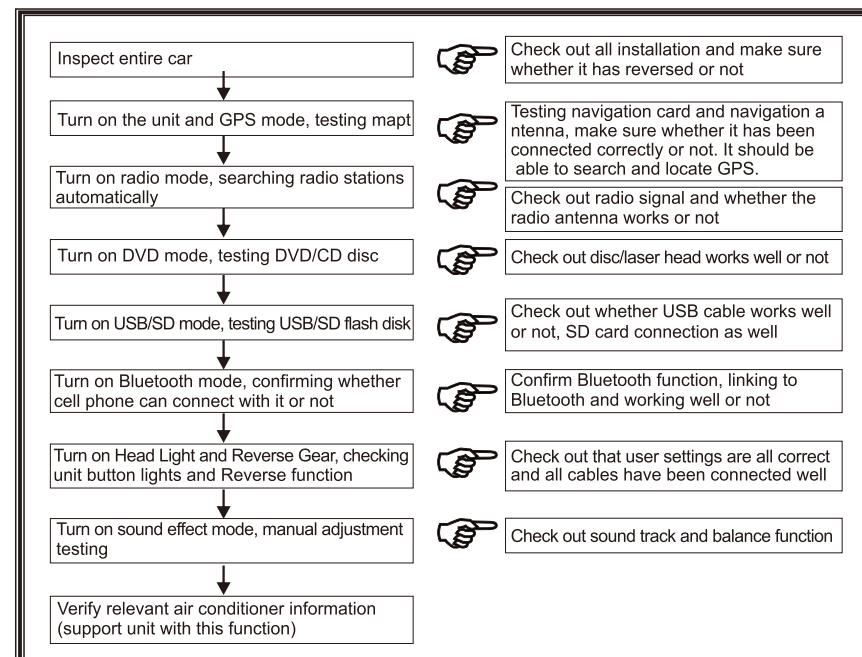 Inspect entire car
Check out all installation and make sure
whether it has reversed or not
Turn on the unit and GPS mode, testing mapt
Testing navigation card and navigation a
ntenna, make sure whether it has been
connected correctly or not. It should be
able to search and locate GPS.
Turn on radio mode, searching radio stations
automatically
Check out radio signal and whether the
radio antenna works or not
Turn on DVD mode, testing DVD/CD disc
Check out disc/laser head works well or not
Turn on USB/SD mode, testing USB/SD flash disk
Check out whether USB cable works well
or not, SD card connection as well
Turn on Bluetooth mode, confirming whether
cell phone can connect with it or not
Confirm Bluetooth function, linking to
Bluetooth and working well or not
Turn on Head Light and Reverse Gear, checking
unit button lights and Reverse function
Check out that user settings are all correct
and all cables have been connected well
Turn on sound effect mode, manual adjustment
testing
Check out sound track and balance function
Verify relevant air conditioner information
(support unit with this function)